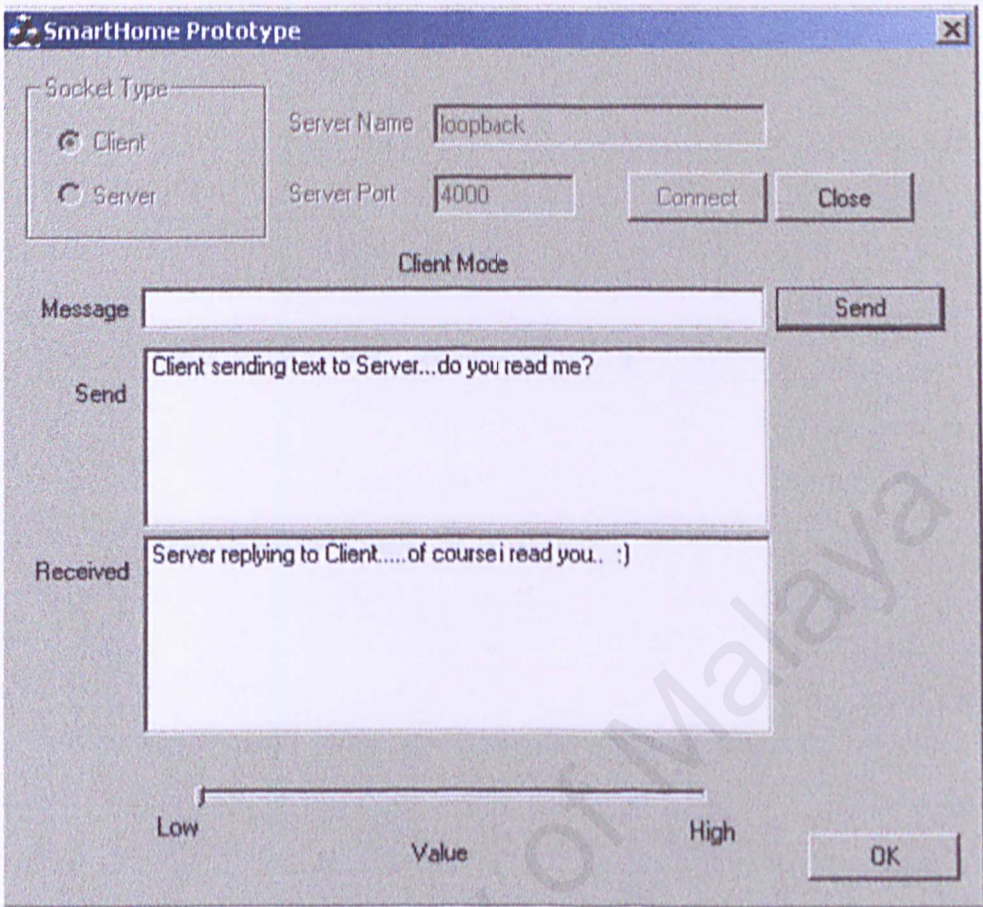 SmartHome Prototype
Socket Type
Client
Server
Server Name loopback
Server Port 4000
Connect Close
Client Mode
Message Send
Send
Client sending text to Server...do you read me?
Received
Server replying to Client.....of course i read you.. :)
Low High
Value
OK
of Malaya